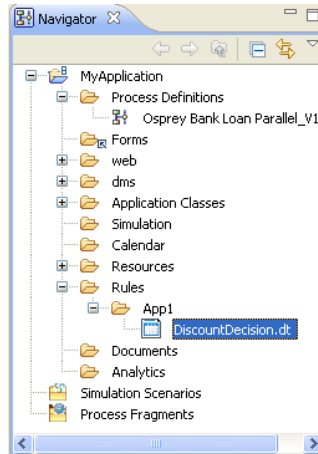 Navigator
MyApplication
Process Definitions
Osprey Bank Loan Parallel_V1
Forms
web
dms
Application Classes
Simulation
Calendar
Resources
Rules
App1
DiscountDecision.dt
Documents
Analytics
Simulation Scenarios
Process Fragments